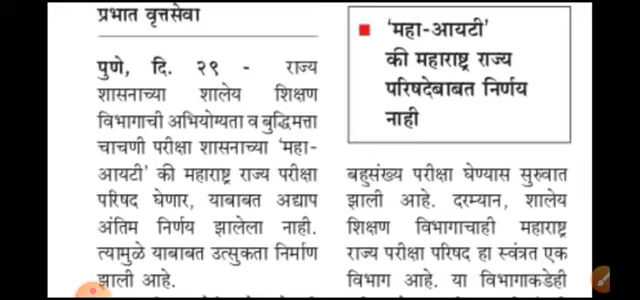 प्रभात वृत्तसेवा
पुणे, दि. २९ - राज्य
शासनाच्या शालेय शिक्षण
विभागाची अभियोग्यता व बुद्धिमत्ता
चाचणी परीक्षा शासनाच्या 'महा-
आयटी' की महाराष्ट्र राज्य परीक्षा
परिषद घेणार, याबाबत अद्याप
अंतिम निर्णय झालेला नाही.
त्यामुळे याबाबत उत्सुकता निर्माण
झाली आहे.
'महा-आयटी'
की महाराष्ट्र राज्य
परिषदेबाबत निर्णय
नाही
बहुसंख्य परीक्षा घेण्यास सुरुवात
झाली आहे. दरम्यान, शालेय
शिक्षण विभागाचाही महाराष्ट्र
राज्य परीक्षा परिषद हा स्वंत्रत एक
विभाग आहे. या विभागाकडेही